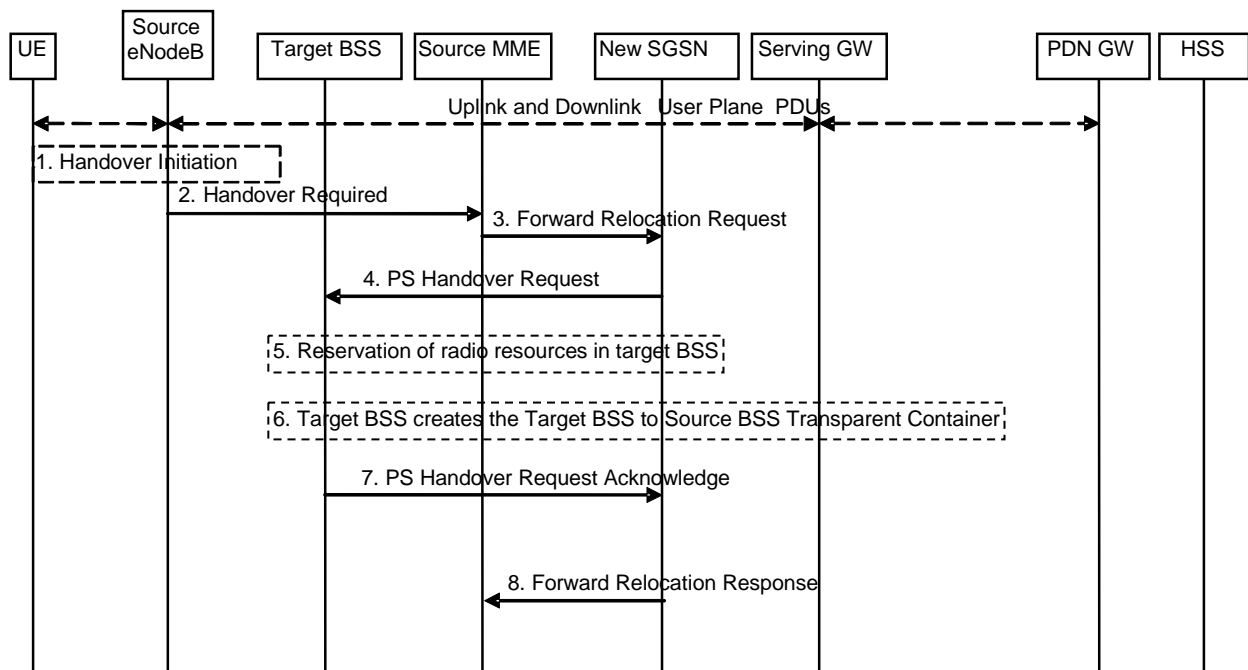 UE
Source
eNodeB
Target BSS
Source MME
New SGSN
Serving GW
PDN GW
HSS
Uplink and Downlink User Plane PDUs
1. Handover Initiation
2. Handover Required
3. Forward Relocation Request
4. PS Handover Request
5. Reservation of radio resources in target BSS
6. Target BSS creates the Target BSS to Source BSS Transparent Container
7. PS Handover Request Acknowledge
8. Forward Relocation Response